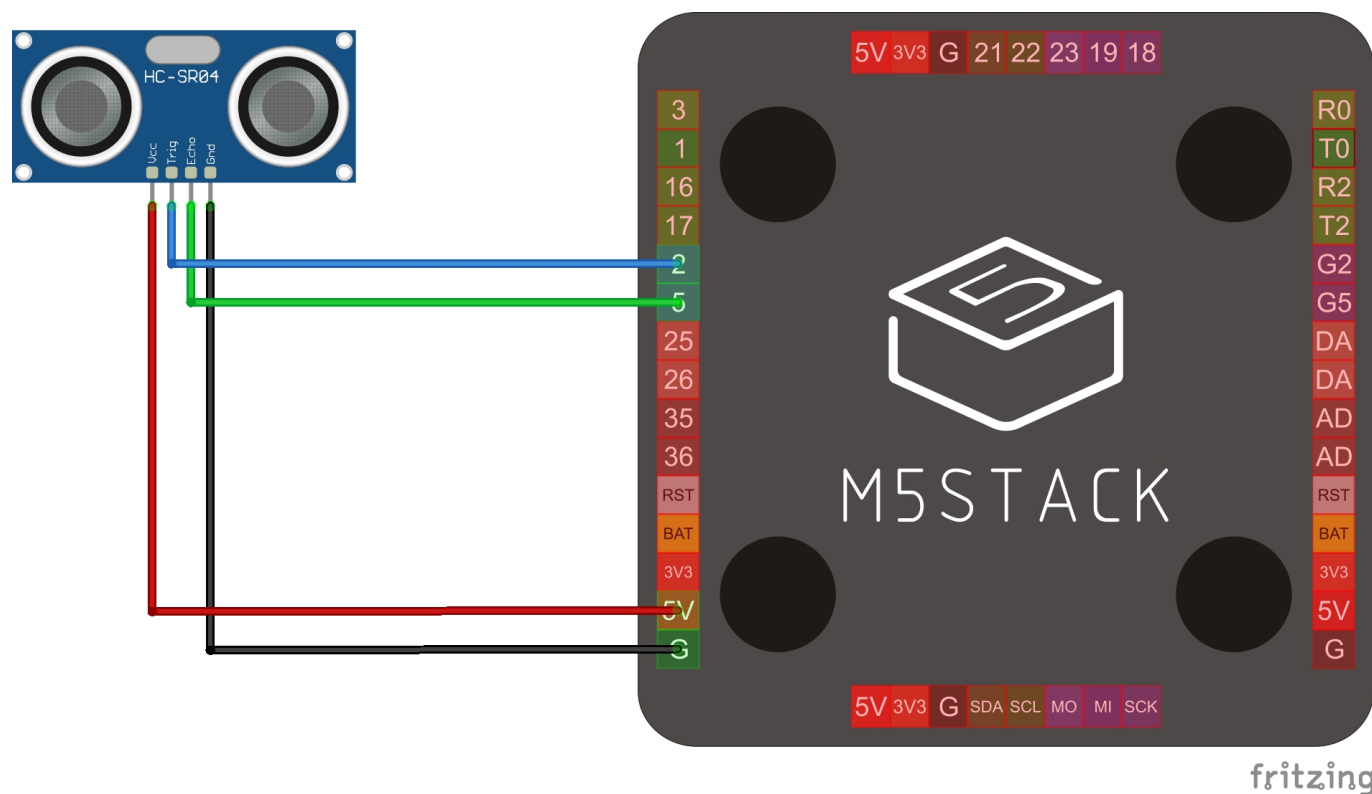 HC-SR04
Vcc
Trig
Echo
Gnd
5V 3V3 G 21 22 23 19 18
3
1
16
17
2
5
25
26
35
36
RST
BAT
3V3
5V
G
R0
T0
R2
T2
G2
G5
DA
DA
AD
AD
RST
BAT
3V3
5V
G
5
M5STACK
5V 3V3 G SDA SCL MO MI SCK
fritzing